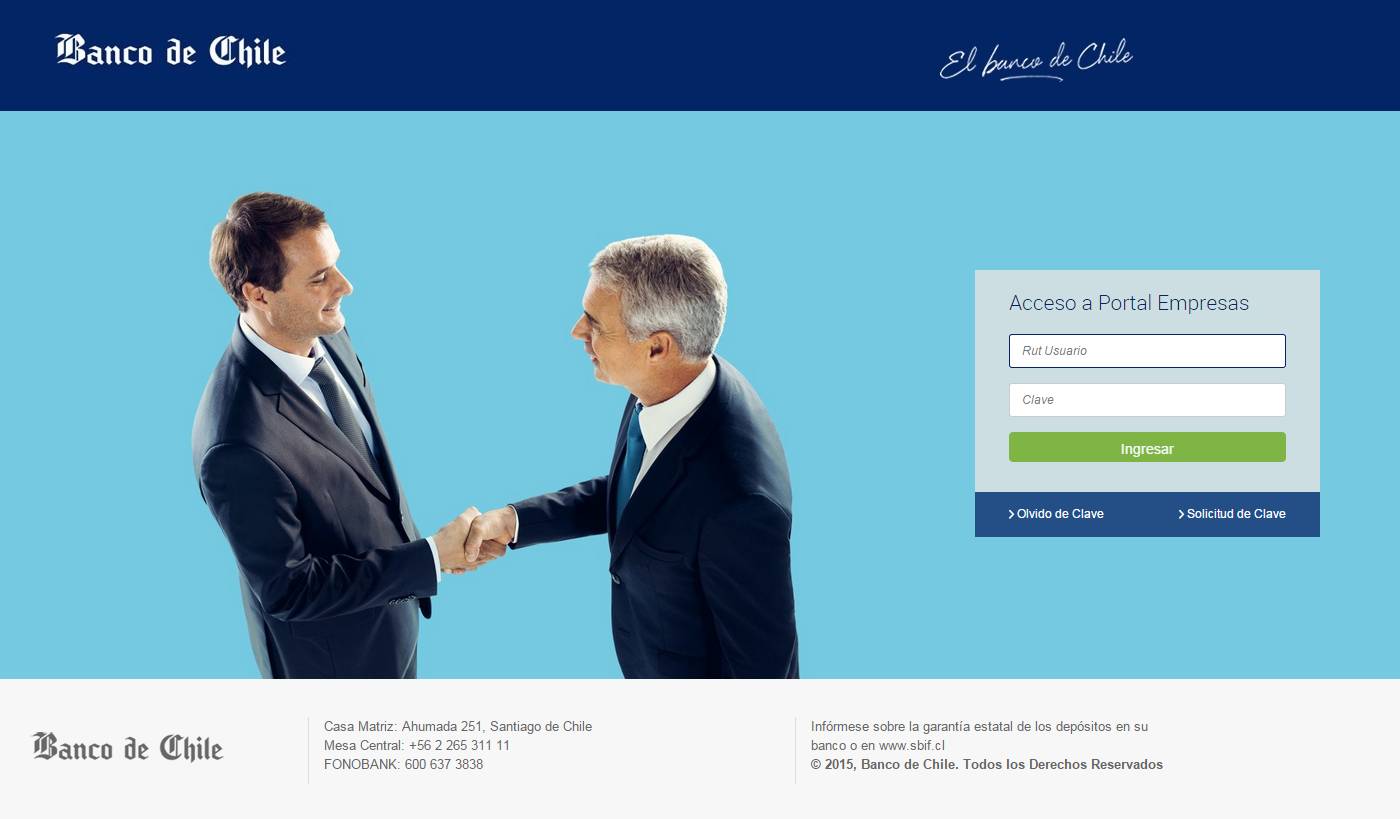 Banco de Chile
El banco de Chile
Acceso a Portal Empresas
Rut Usuario
Clave
Ingresar
Olvido de Clave
Solicitud de Clave
Banco de Chile
Casa Matriz: Ahumada 251, Santiago de Chile
Mesa Central: +56 2 265 311 11
FONOBANK: 600 637 3838
Infórmese sobre la garantía estatal de los depósitos en su
banco o en www.sbif.cl
© 2015, Banco de Chile. Todos los Derechos Reservados